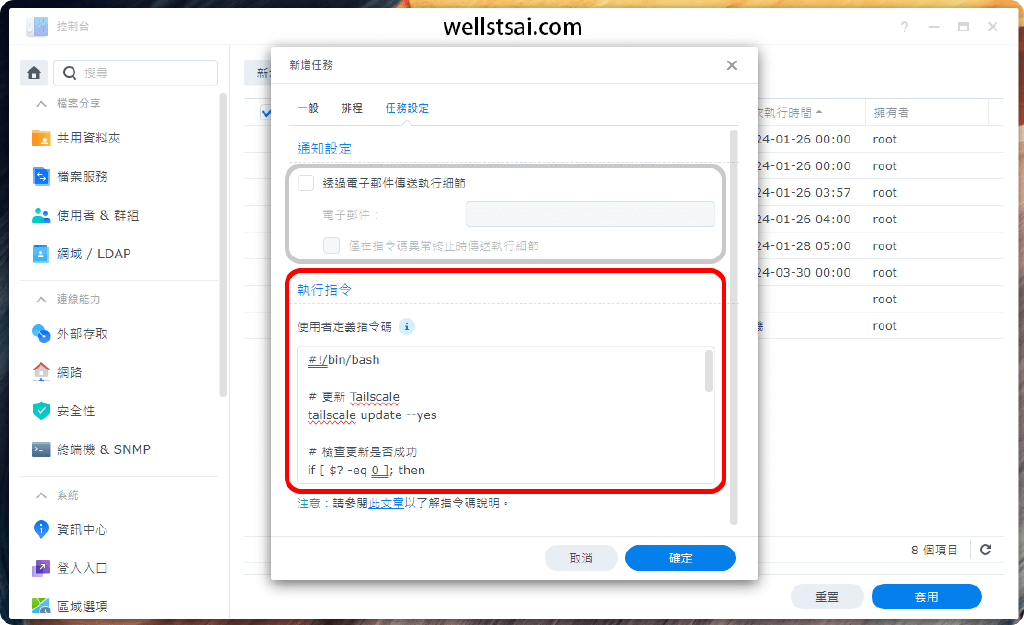 wellstsai.com
控制台
搜尋
檔案分享
共用資料夾
檔案服務
使用者 & 群組
網域 / LDAP
連線能力
外部存取
網路
安全性
終端機 & SNMP
系統
資訊中心
登入入口
區域選項
新增任務
一般 排程 任務設定
通知設定
透過電子郵件傳送執行細節
電子郵件：
僅在指令碼異常終止時傳送執行細節
執行指令
使用者定義指令碼
#!/bin/bash
# 更新 Tailscale
tailscale update --yes
# 檢查更新是否成功
if [ $? -eq 0 ]; then
注意：請參閱此文章以了解指令碼說明。
取消 確定
次執行時間 擁有者
24-01-26 00:00 root
24-01-26 00:00 root
24-01-26 03:57 root
24-01-26 04:00 root
24-01-28 05:00 root
24-03-30 00:00 root
root
root
8 個項目
重置 套用